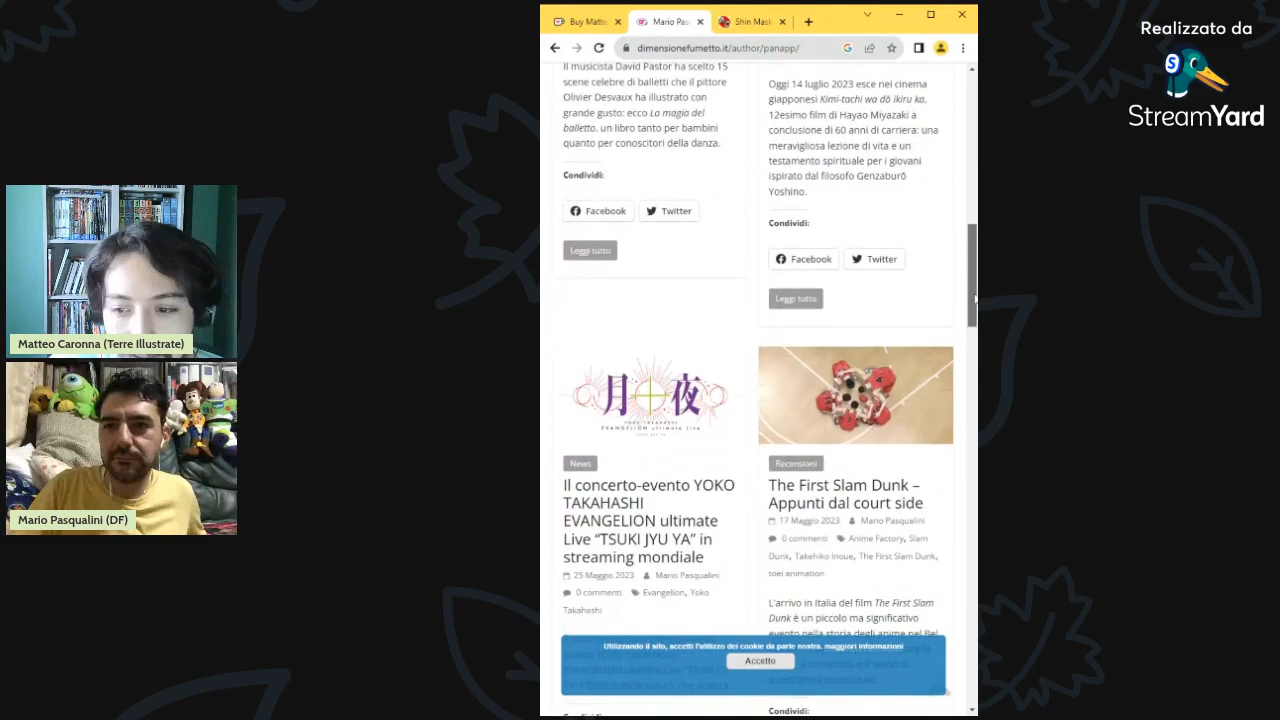 Buy Matte
Mario Pas
Shin Mask
dimensionefumetto.it/author/panapp/
Realizzato da
StreamYard
Il musicista David Pastor ha scelto 15
scene celebre di balletti che il pittore
Olivier Desvaux ha illustrato con
grande gusto: ecco La magia del
balletto, un libro tanto per bambini
quanto per conoscitori della danza.
Condividi:
Facebook
Twitter
Leggi tutto
Oggi 14 luglio 2023 esce nei cinema
giapponesi Kimi-tachi wa dō ikiru ka,
12esimo film di Hayao Miyazaki a
conclusione di 60 anni di carriera: una
meravigliosa lezione di vita e un
testamento spirituale per i giovani
ispirato dal filosofo Genzaburō
Yoshino.
Condividi:
Facebook
Twitter
Leggi tutto
月夜
YOKO TAKAHASHI
EVANGELION ultimate Live
News
Il concerto-evento YOKO
TAKAHASHI
EVANGELION ultimate
Live “TSUKI JYU YA” in
streaming mondiale
25 Maggio 2023 Mario Pasqualini
0 commenti Evangelion, Yoko
Takahashi
Recensioni
The First Slam Dunk –
Appunti dal court side
17 Maggio 2023 Mario Pasqualini
0 commenti Anime Factory, Slam
Dunk, Takehiko Inoue, The First Slam Dunk,
toei animation
L’arrivo in Italia del film The First Slam
Dunk è un piccolo ma significativo
evento nella storia degli anime nel Bel
Utilizzando il sito, accetti l'utilizzo dei cookie da parte nostra. maggiori informazioni
Accetto
Condividi:
Matteo Caronna (Terre Illustrate)
Mario Pasqualini (DF)